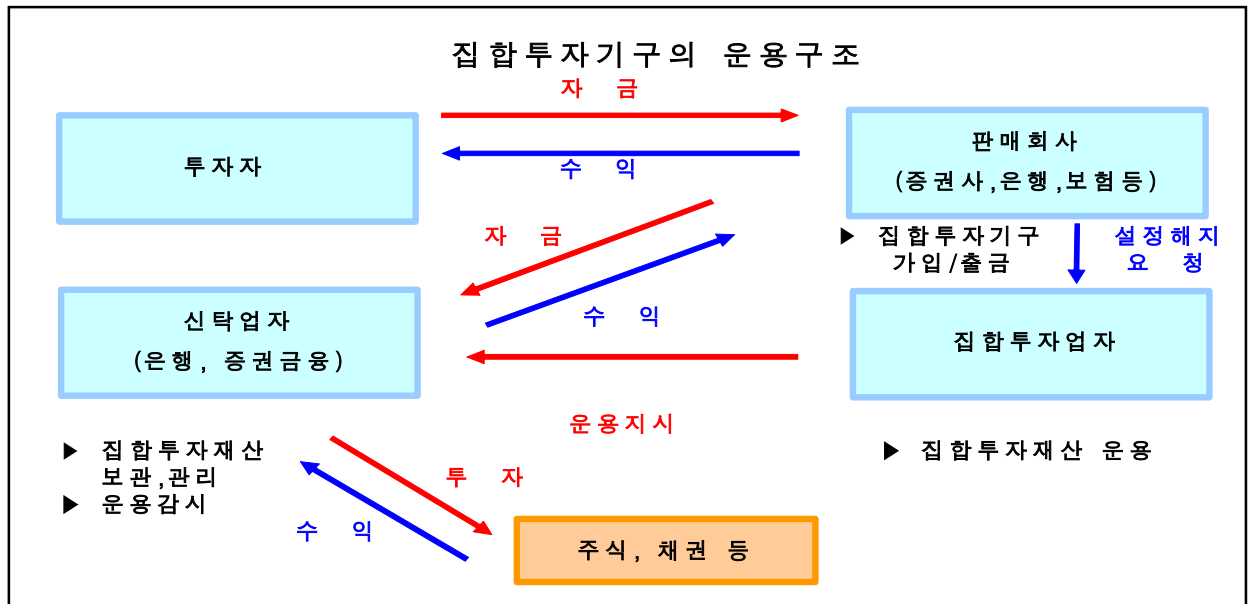 집합투자기구의 운용구조
자 금
투자자
수 익
판매회사
(증권사,은행,보험등)
자 금
▶ 집합투자기구
가입/출금
설정해지
요 청
신탁업자
(은행, 증권금융)
수 익
집합투자업자
운용지시
▶ 집합투자재산
보관,관리
▶ 운용감시
▶ 집합투자재산 운용
투 자
수 익
주식, 채권 등